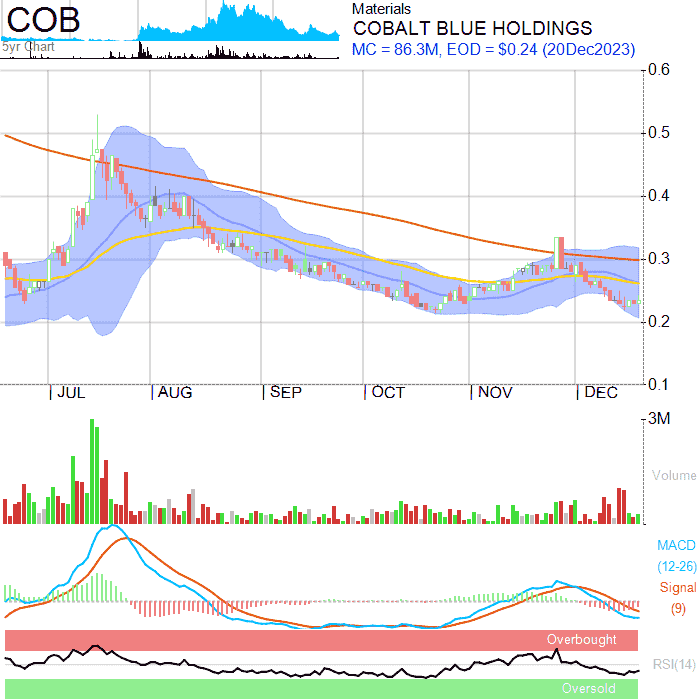 COB
5yr Chart
Materials
COBALT BLUE HOLDINGS
MC = 86.3M, EOD = $0.24 (20Dec2023)
0.6
0.5
0.4
0.3
0.2
0.1
JUL AUG SEP OCT NOV DEC
3M
Volume
MACD
(12-26)
Signal
(9)
Overbought
RSI(14)
Oversold